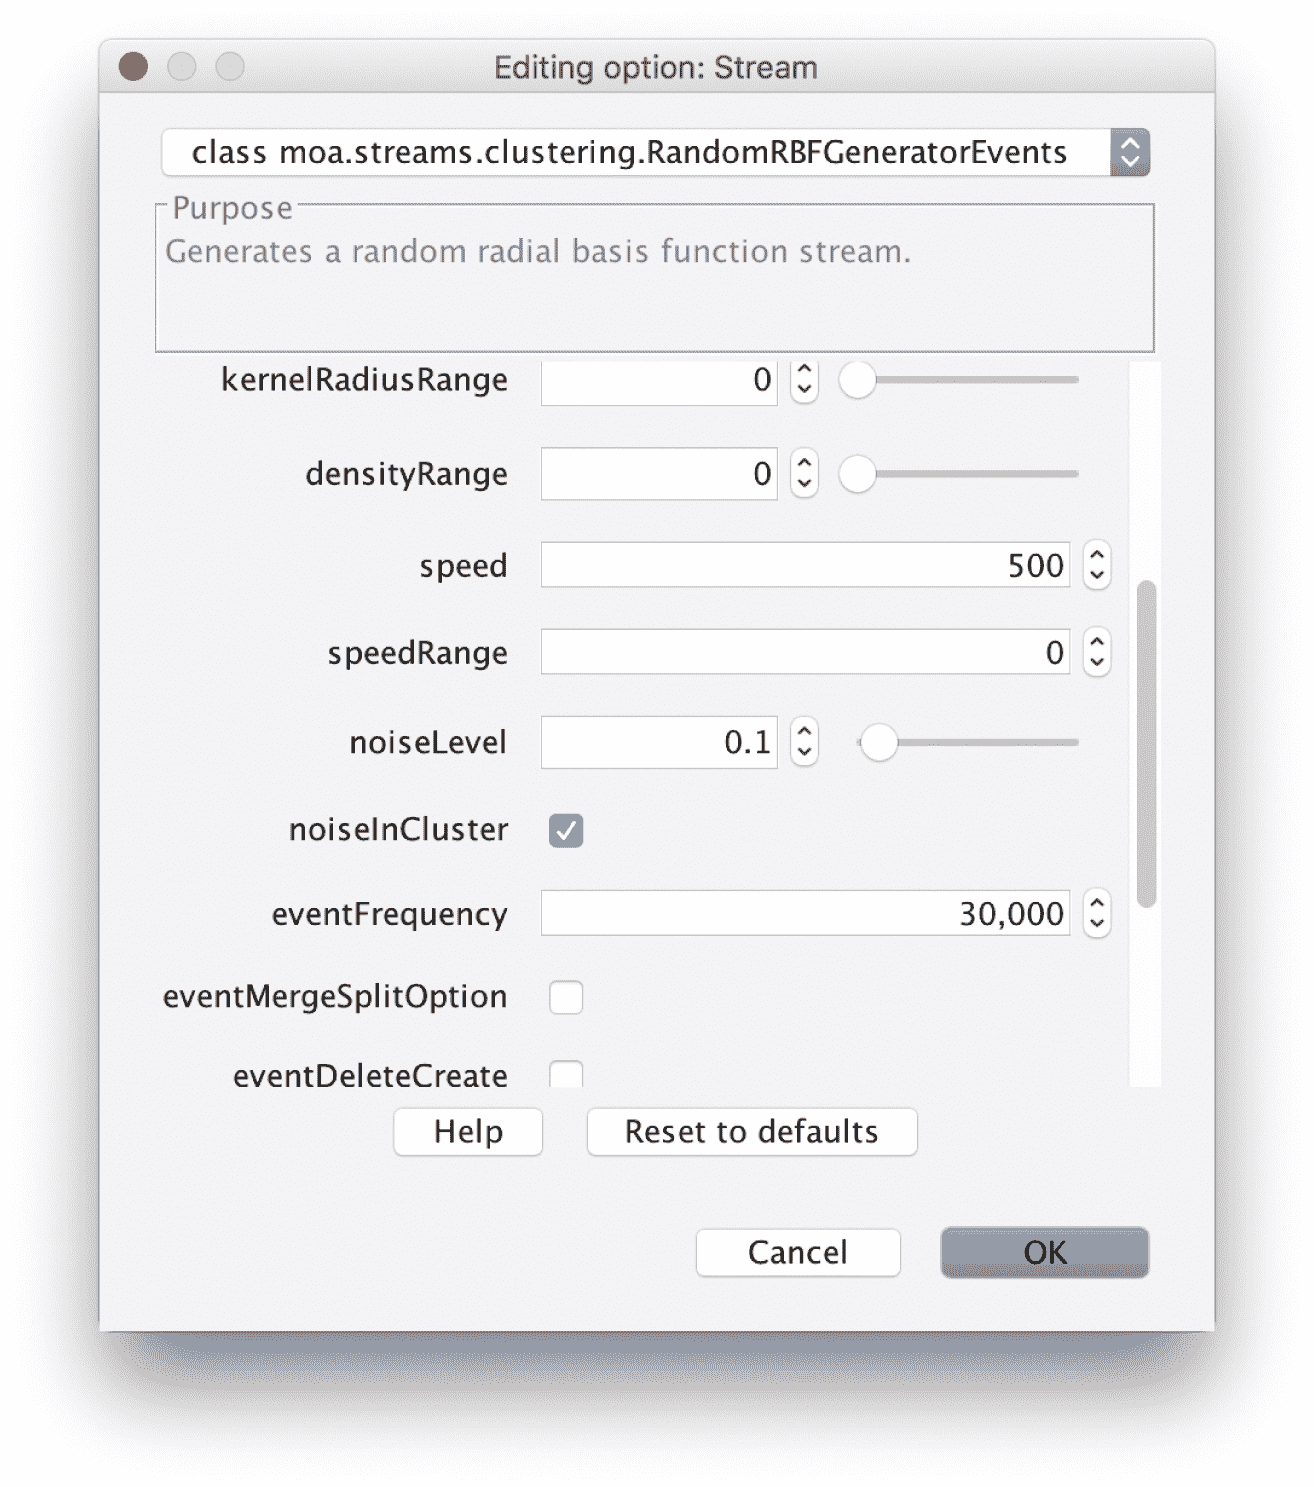 Editing option: Stream
class moa.streams.clustering.RandomRBFGeneratorEvents
Purpose
Generates a random radial basis function stream.
kernelRadiusRange 0
densityRange 0
speed 500
speedRange 0
noiseLevel 0.1
noiseInCluster
eventFrequency 30,000
eventMergeSplitOption
eventDeleteCreate
Help Reset to defaults
Cancel OK